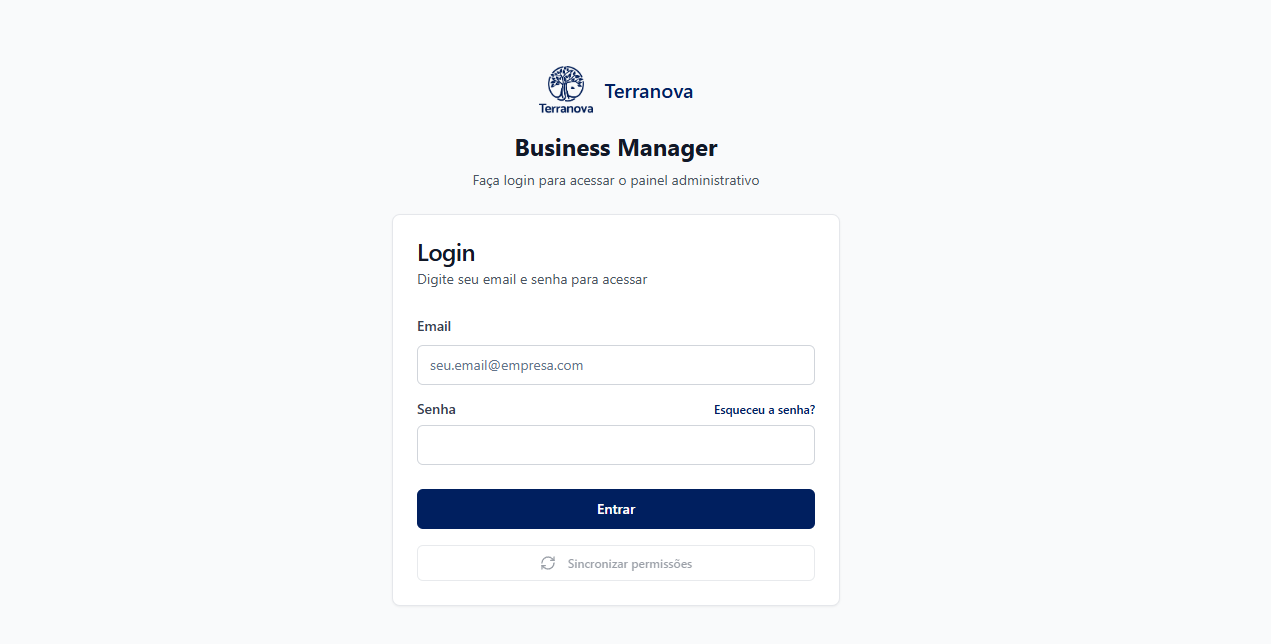 Terranova
Terranova
Business Manager
Faça login para acessar o painel administrativo
Login
Digite seu email e senha para acessar
Email
seu.email@empresa.com
Senha Esqueceu a senha?
Entrar
Sincronizar permissões